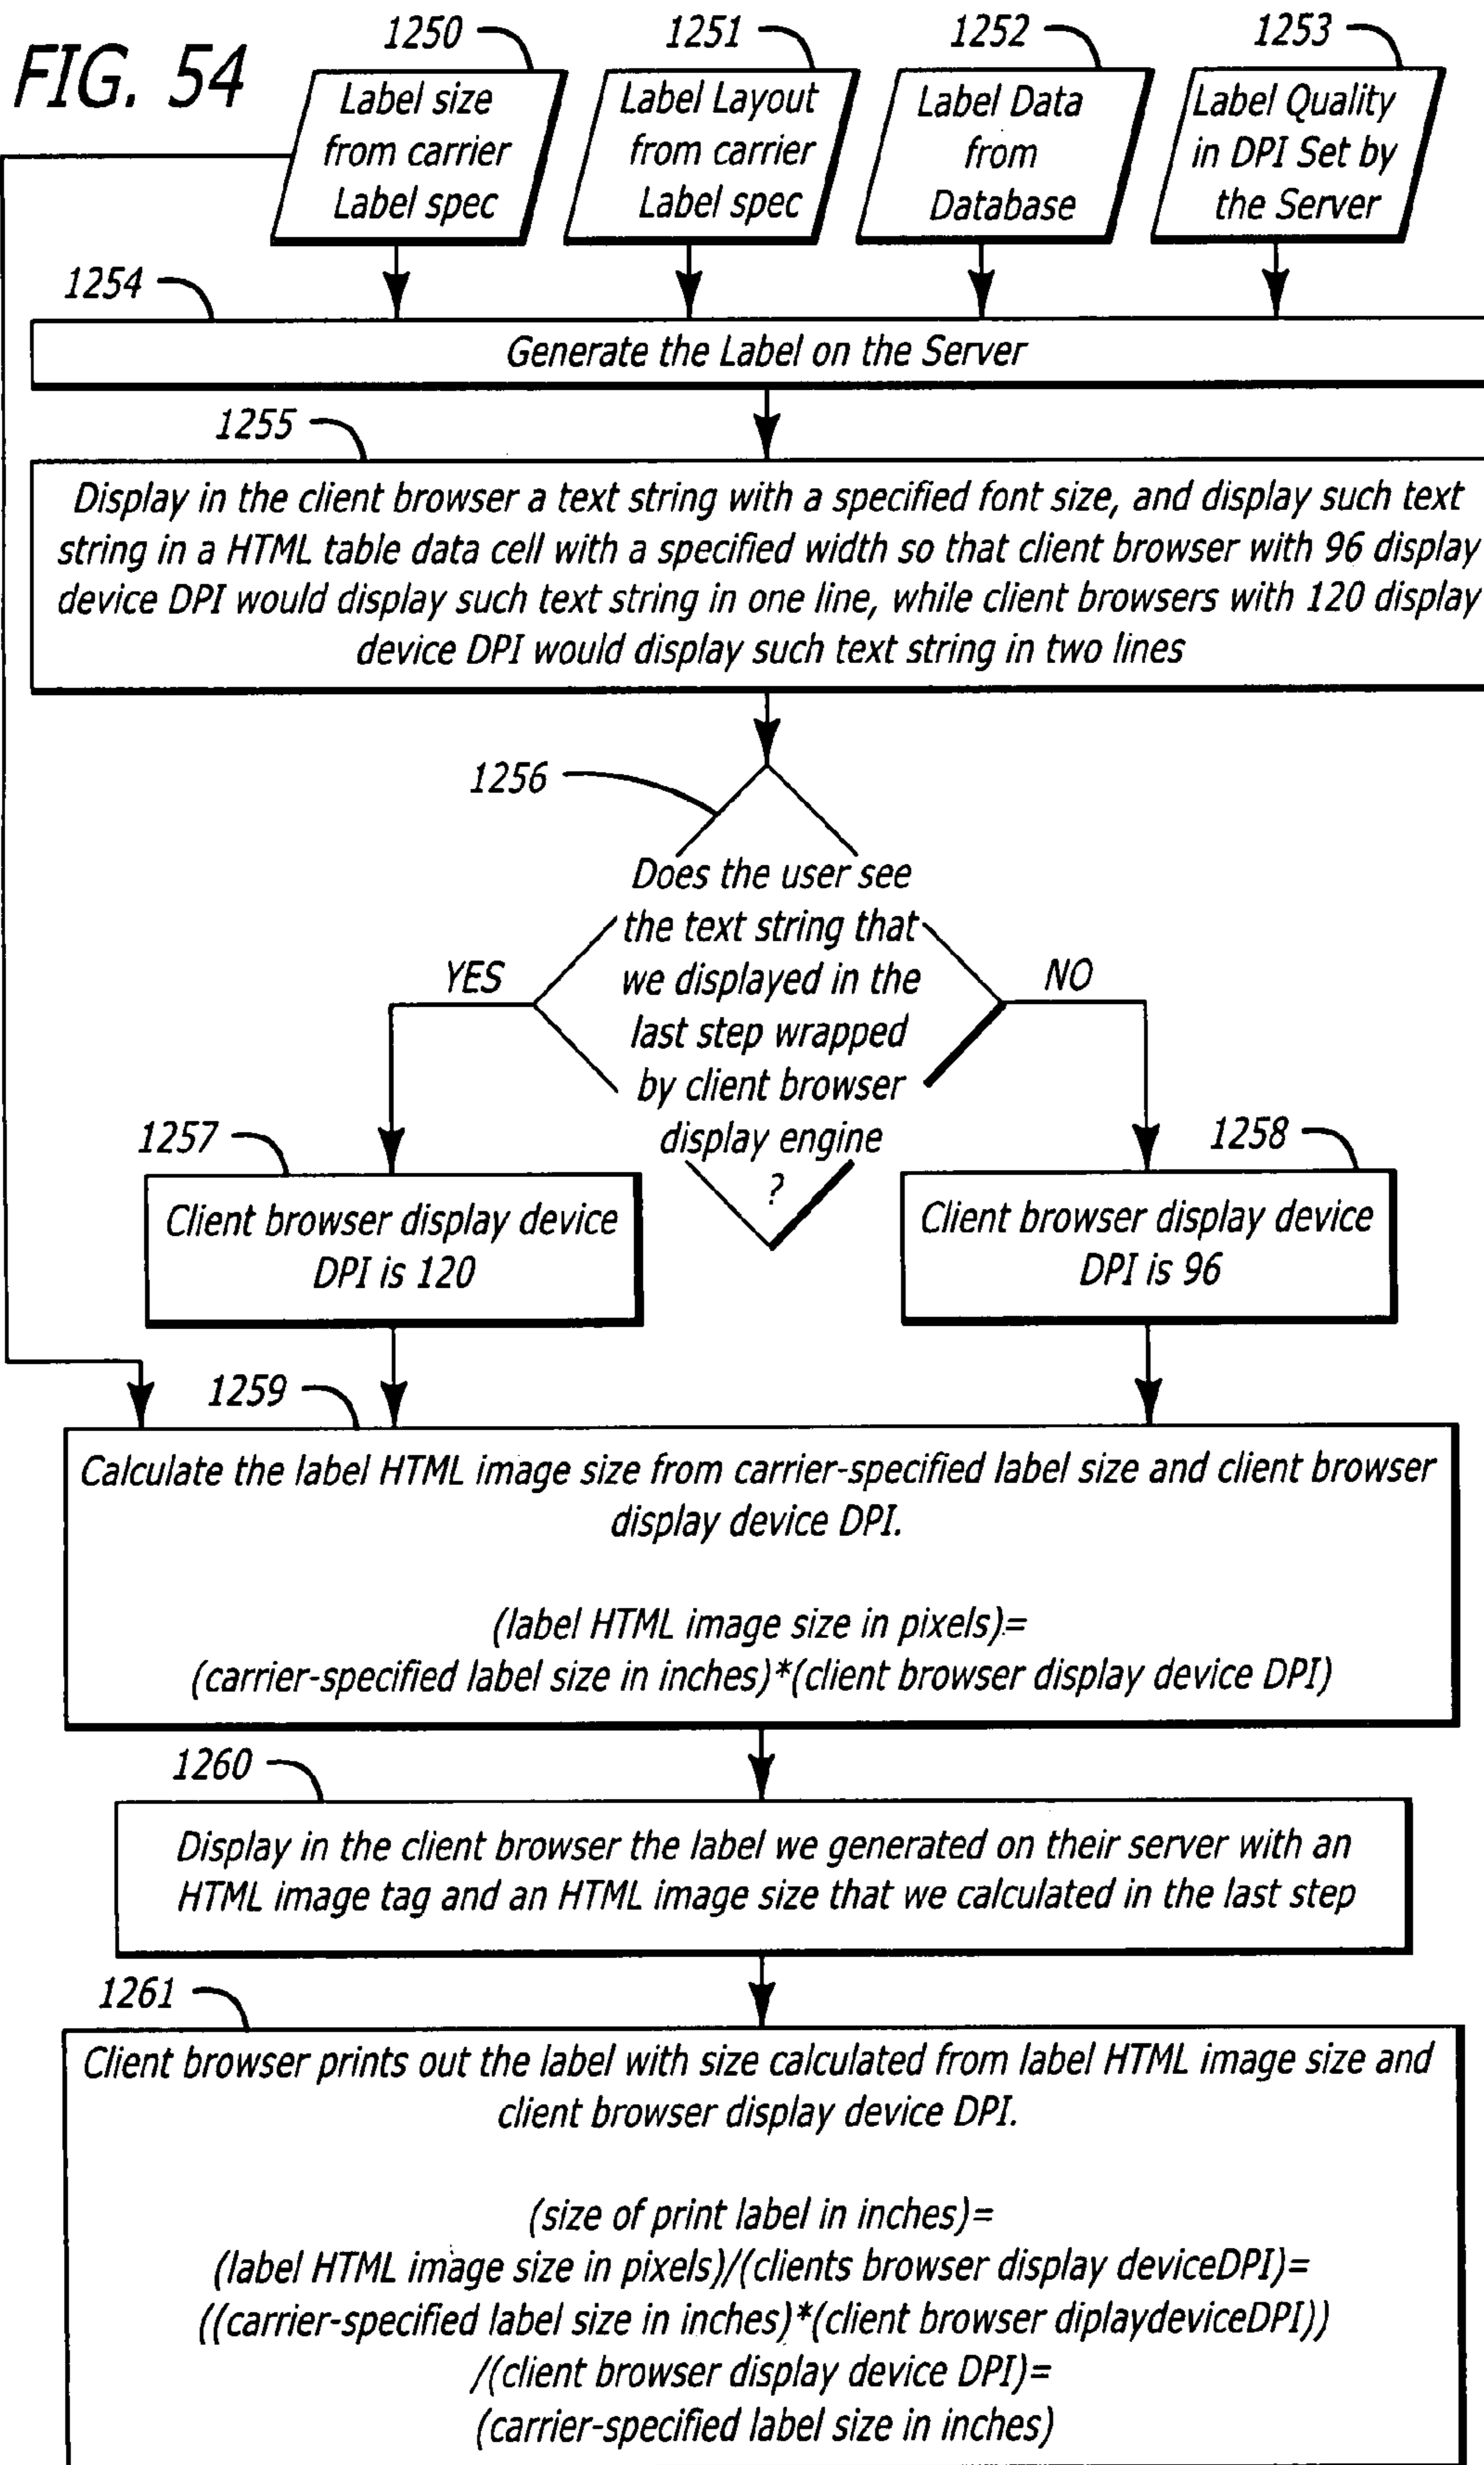 FIG. 54
1250
1251
1252
1253
Label size
from carrier
Label spec
Label Layout
from carrier
Label spec
Label Data
from
Database
Label Quality
in DPI Set by
the Server
1254
Generate the Label on the Server
1255
Display in the client browser a text string with a specified font size, and display such text
string in a HTML table data cell with a specified width so that client browser with 96 display
device DPI would display such text string in one line, while client browsers with 120 display
device DPI would display such text string in two lines
1256
Does the user see
the text string that
we displayed in the
last step wrapped
by client browser
display engine
?
YES
NO
1257
Client browser display device
DPI is 120
1258
Client browser display device
DPI is 96
1259
Calculate the label HTML image size from carrier-specified label size and client browser
display device DPI.
(label HTML image size in pixels)=
(carrier-specified label size in inches)*(client browser display device DPI)
1260
Display in the client browser the label we generated on their server with an
HTML image tag and an HTML image size that we calculated in the last step
1261
Client browser prints out the label with size calculated from label HTML image size and
client browser display device DPI.
(size of print label in inches)=
(label HTML image size in pixels)/(clients browser display deviceDPI)=
((carrier-specified label size in inches)*(client browser diplaydeviceDPI))
/(client browser display device DPI)=
(carrier-specified label size in inches)